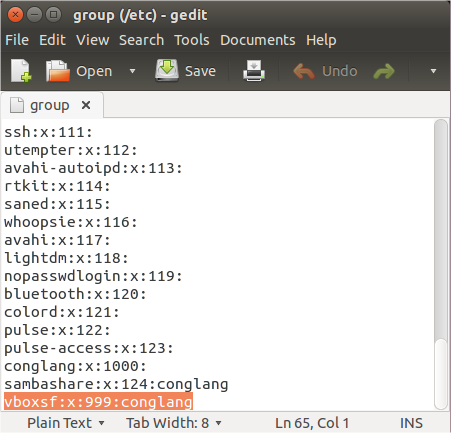 group (/etc) - gedit
File Edit View Search Tools Documents Help
Open Save Undo
group
ssh:x:111:
utempter:x:112:
avahi-autoipd:x:113:
rtkit:x:114:
saned:x:115:
whoopsie:x:116:
avahi:x:117:
lightdm:x:118:
nopasswdlogin:x:119:
bluetooth:x:120:
colord:x:121:
pulse:x:122:
pulse-access:x:123:
conglang:x:1000:
sambashare:x:124:conglang
vboxsf:x:999:conglang
Plain Text Tab Width: 8 Ln 65, Col 1 INS